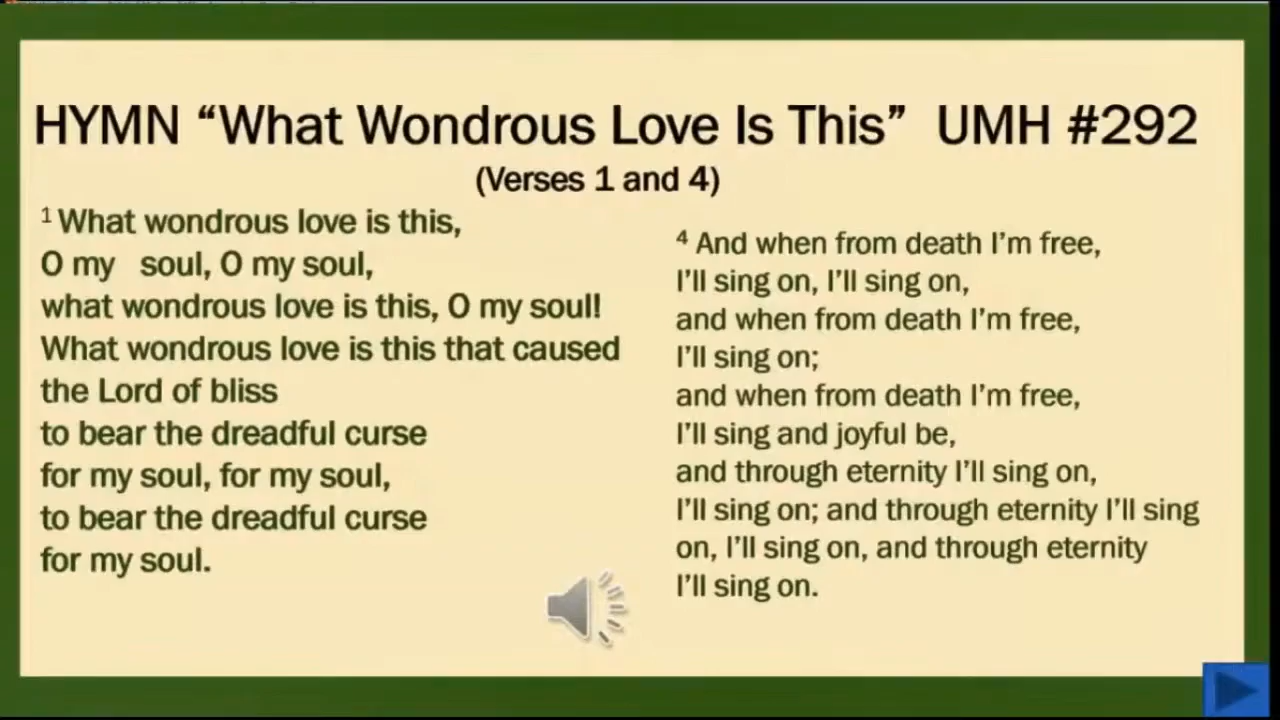 HYMN “What Wondrous Love Is This”  UMH #292
(Verses 1 and 4)
1 What wondrous love is this,
O my   soul, O my soul,
what wondrous love is this, O my soul!
What wondrous love is this that caused
the Lord of bliss
to bear the dreadful curse
for my soul, for my soul,
to bear the dreadful curse
for my soul.
4 And when from death I’m free,
I’ll sing on, I’ll sing on,
and when from death I’m free,
I’ll sing on;
and when from death I’m free,
I’ll sing and joyful be,
and through eternity I’ll sing on,
I’ll sing on; and through eternity I’ll sing
on, I’ll sing on, and through eternity
I’ll sing on.